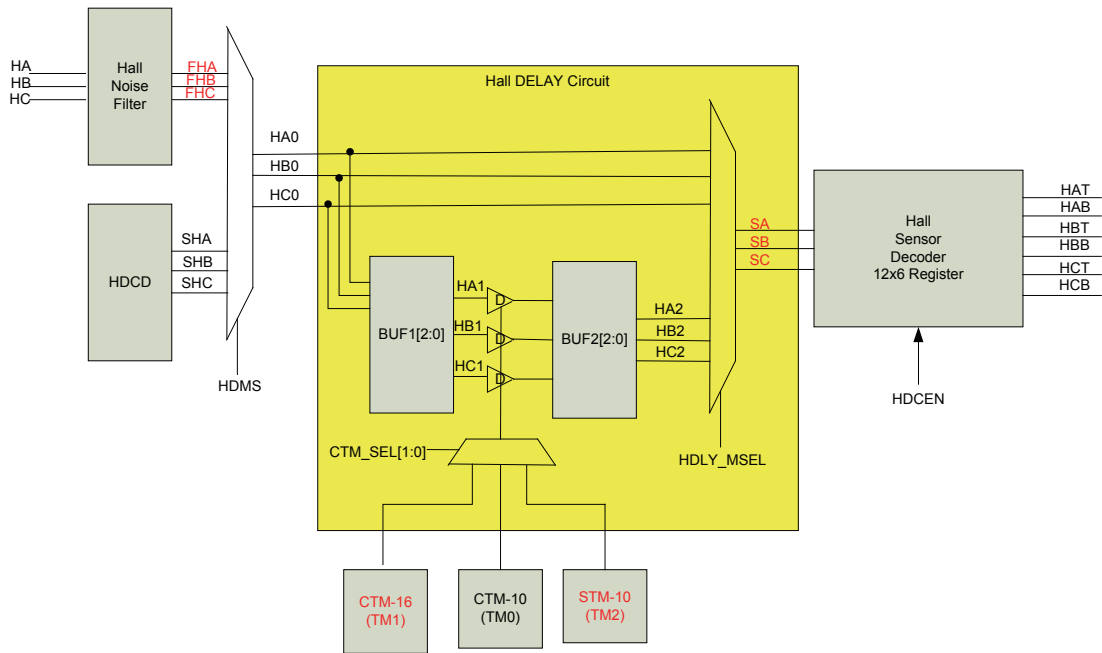 HA
HB
HC
Hall
Noise
Filter
FHA
FHB
FHC
HDCD
SHA
SHB
SHC
HDMS
HA0
HB0
HC0
Hall DELAY Circuit
BUF1[2:0]
HA1
HB1
HC1
D
D
D
BUF2[2:0]
HA2
HB2
HC2
CTM_SEL[1:0]
HDLY_MSEL
SA
SB
SC
Hall
Sensor
Decoder
12x6 Register
HAT
HAB
HBT
HBB
HCT
HCB
HDCEN
CTM-16
(TM1)
CTM-10
(TM0)
STM-10
(TM2)